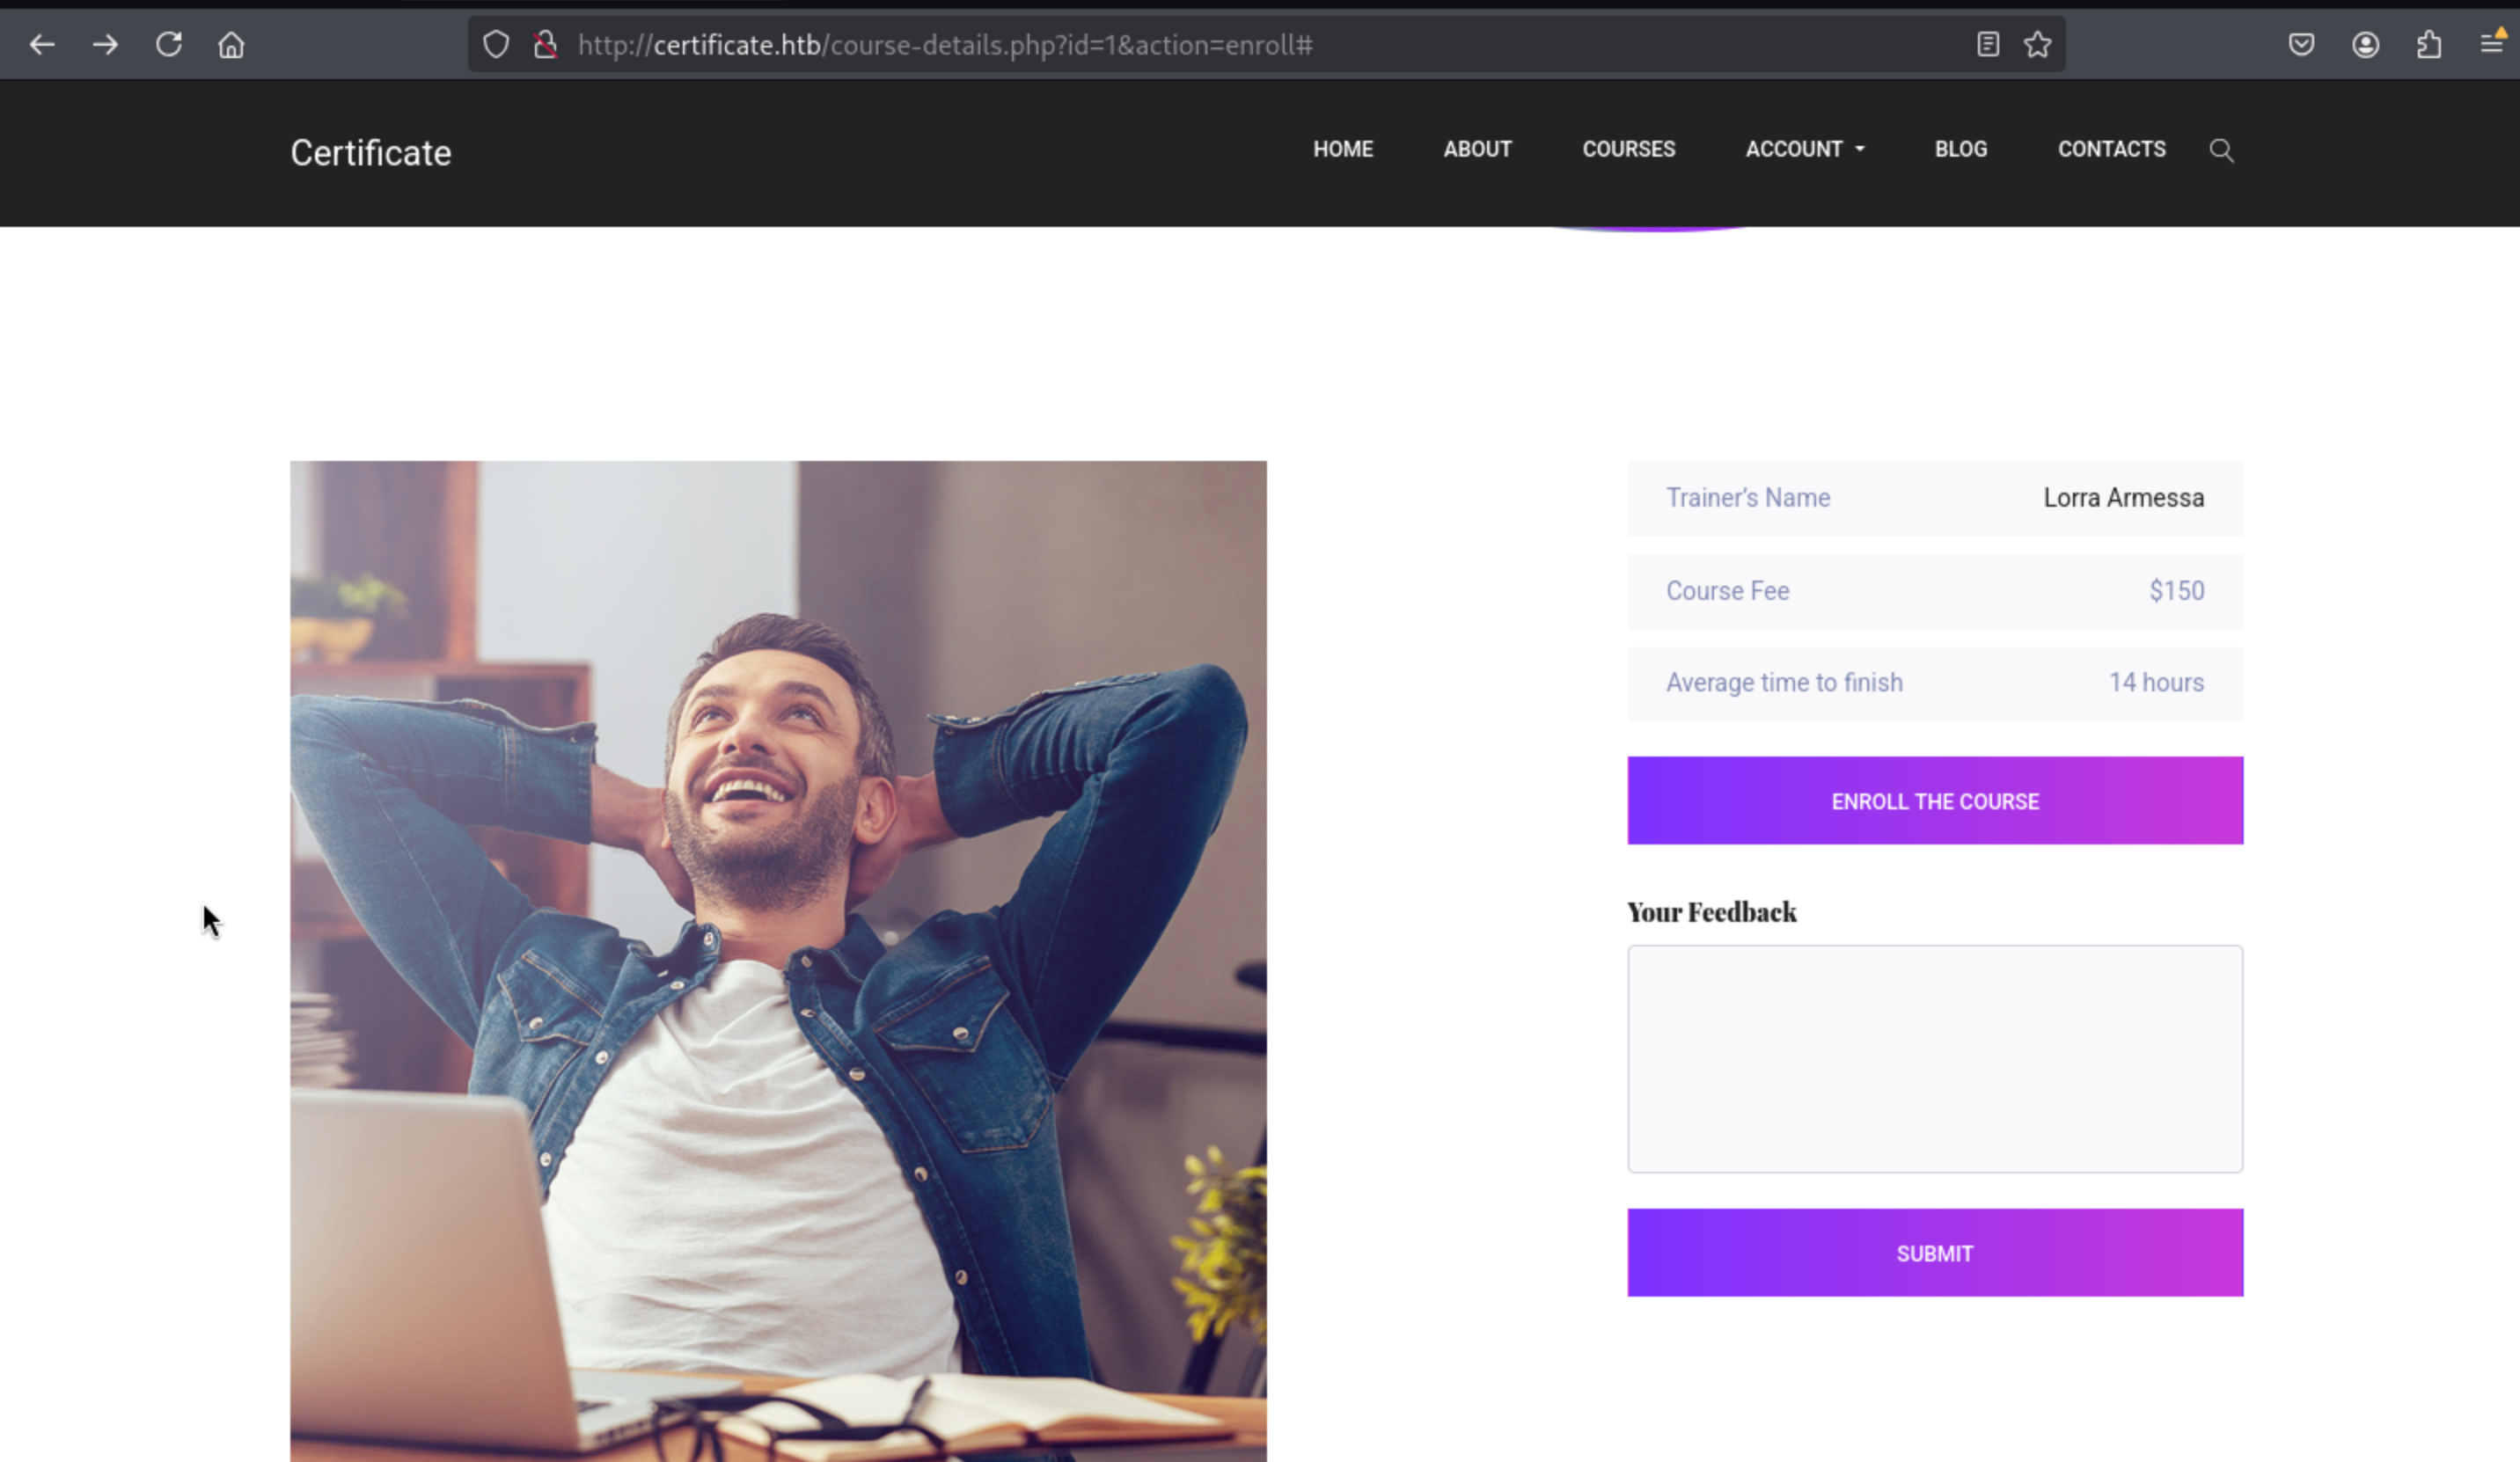 http://certificate.htb/course-details.php?id=1&action=enroll#
Certificate
HOME ABOUT COURSES ACCOUNT BLOG CONTACTS
Trainer’s Name Lorra Armessa
Course Fee $150
Average time to finish 14 hours
ENROLL THE COURSE
Your Feedback
SUBMIT